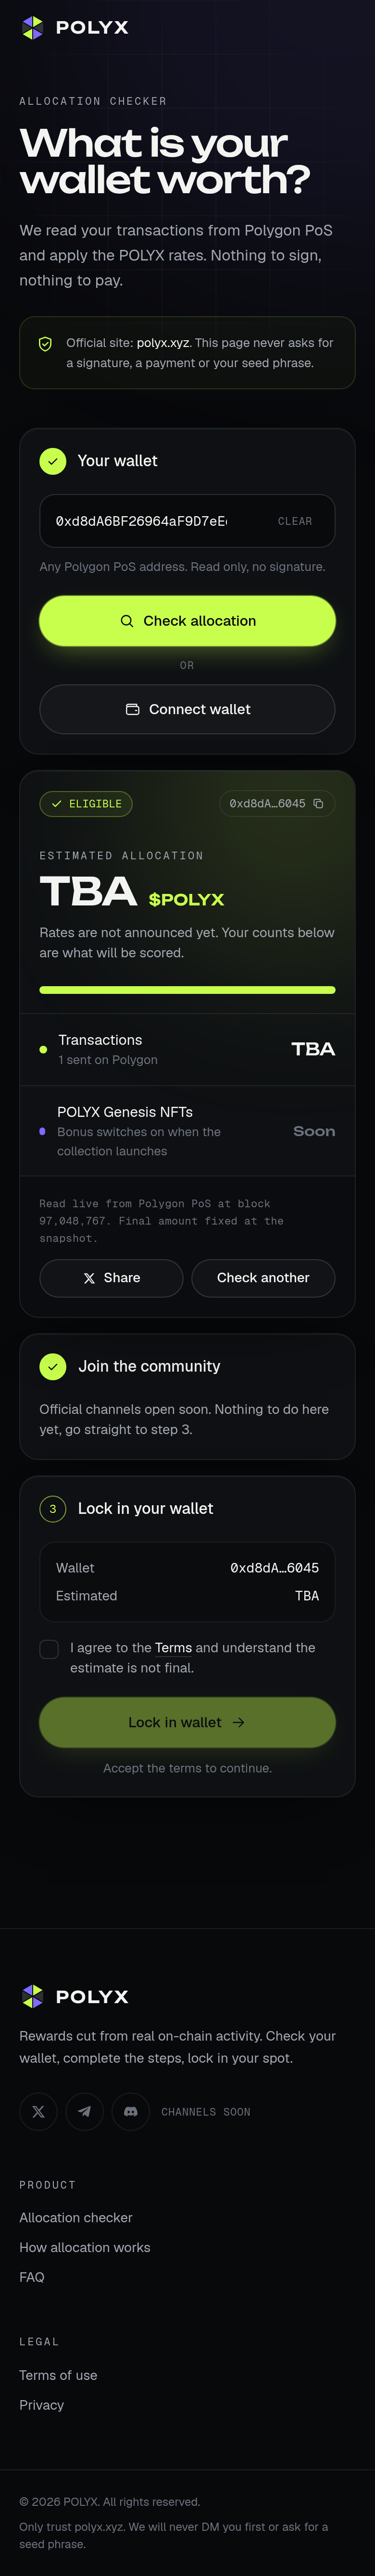 POLYX
ALLOCATION CHECKER
What is your
wallet worth?
We read your transactions from Polygon PoS
and apply the POLYX rates. Nothing to sign,
nothing to pay.
Official site: polyx.xyz. This page never asks for
a signature, a payment or your seed phrase.
Your wallet
0xd8dA6BF26964aF9D7eE
CLEAR
Any Polygon PoS address. Read only, no signature.
Check allocation
OR
Connect wallet
ELIGIBLE
0xd8dA…6045
ESTIMATED ALLOCATION
TBA $POLYX
Rates are not announced yet. Your counts below
are what will be scored.
Transactions
1 sent on Polygon
TBA
POLYX Genesis NFTs
Bonus switches on when the
collection launches
Soon
Read live from Polygon PoS at block
97,048,767. Final amount fixed at the
snapshot.
Share
Check another
Join the community
Official channels open soon. Nothing to do here
yet, go straight to step 3.
3 Lock in your wallet
Wallet 0xd8dA…6045
Estimated TBA
I agree to the Terms and understand the
estimate is not final.
Lock in wallet →
Accept the terms to continue.
POLYX
Rewards cut from real on-chain activity. Check your
wallet, complete the steps, lock in your spot.
CHANNELS SOON
PRODUCT
Allocation checker
How allocation works
FAQ
LEGAL
Terms of use
Privacy
© 2026 POLYX. All rights reserved.
Only trust polyx.xyz. We will never DM you first or ask for a
seed phrase.